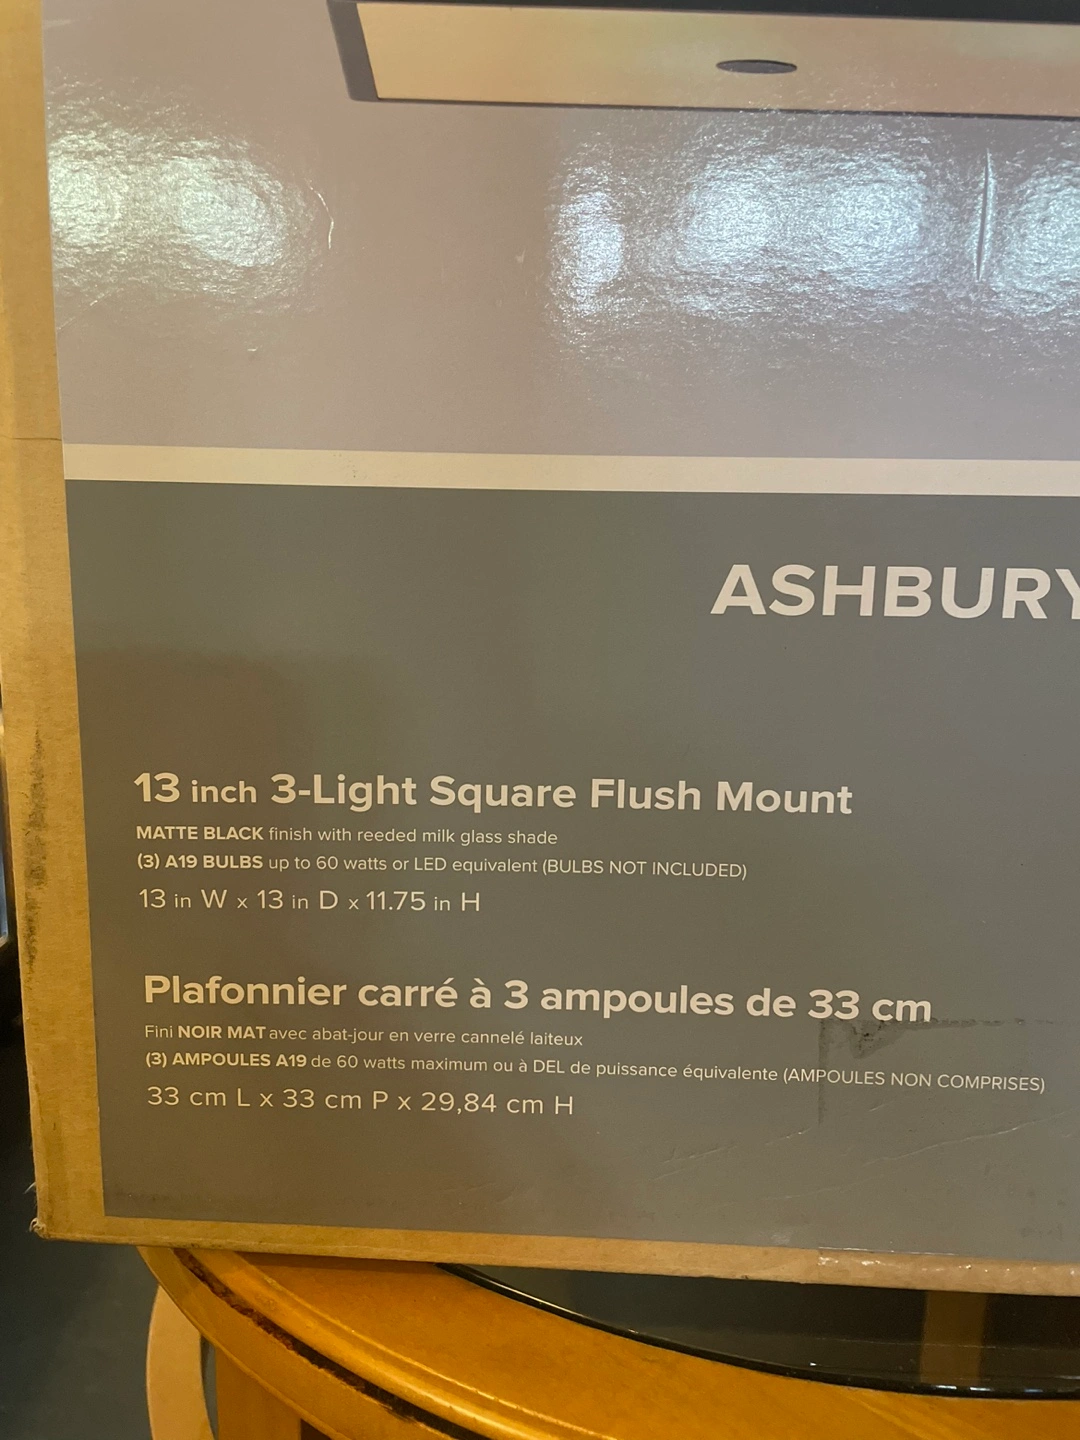 ASHBURY
13 inch 3-Light Square Flush Mount
MATTE BLACK finish with reeded milk glass shade
(3) A19 BULBS up to 60 watts or LED equivalent (BULBS NOT INCLUDED)
13 in W x 13 in D x 11.75 in H
Plafonnier carré à 3 ampoules de 33 cm
Fini NOIR MAT avec abat-jour en verre cannelé laiteux
(3) AMPOULES A19 de 60 watts maximum ou à DEL de puissance équivalente (AMPOULES NON COMPRISES)
33 cm L x 33 cm P x 29,84 cm H